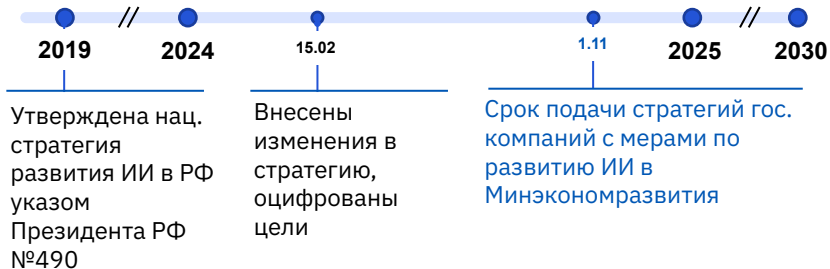 2019 2024 15.02 1.11 2025 2030
Утверждена нац.
стратегия
развития ИИ в РФ
указом
Президента РФ
№490
Внесены
изменения в
стратегию,
оцифрованы
цели
Срок подачи стратегий гос.
компаний с мерами по
развитию ИИ в
Минэкономразвития